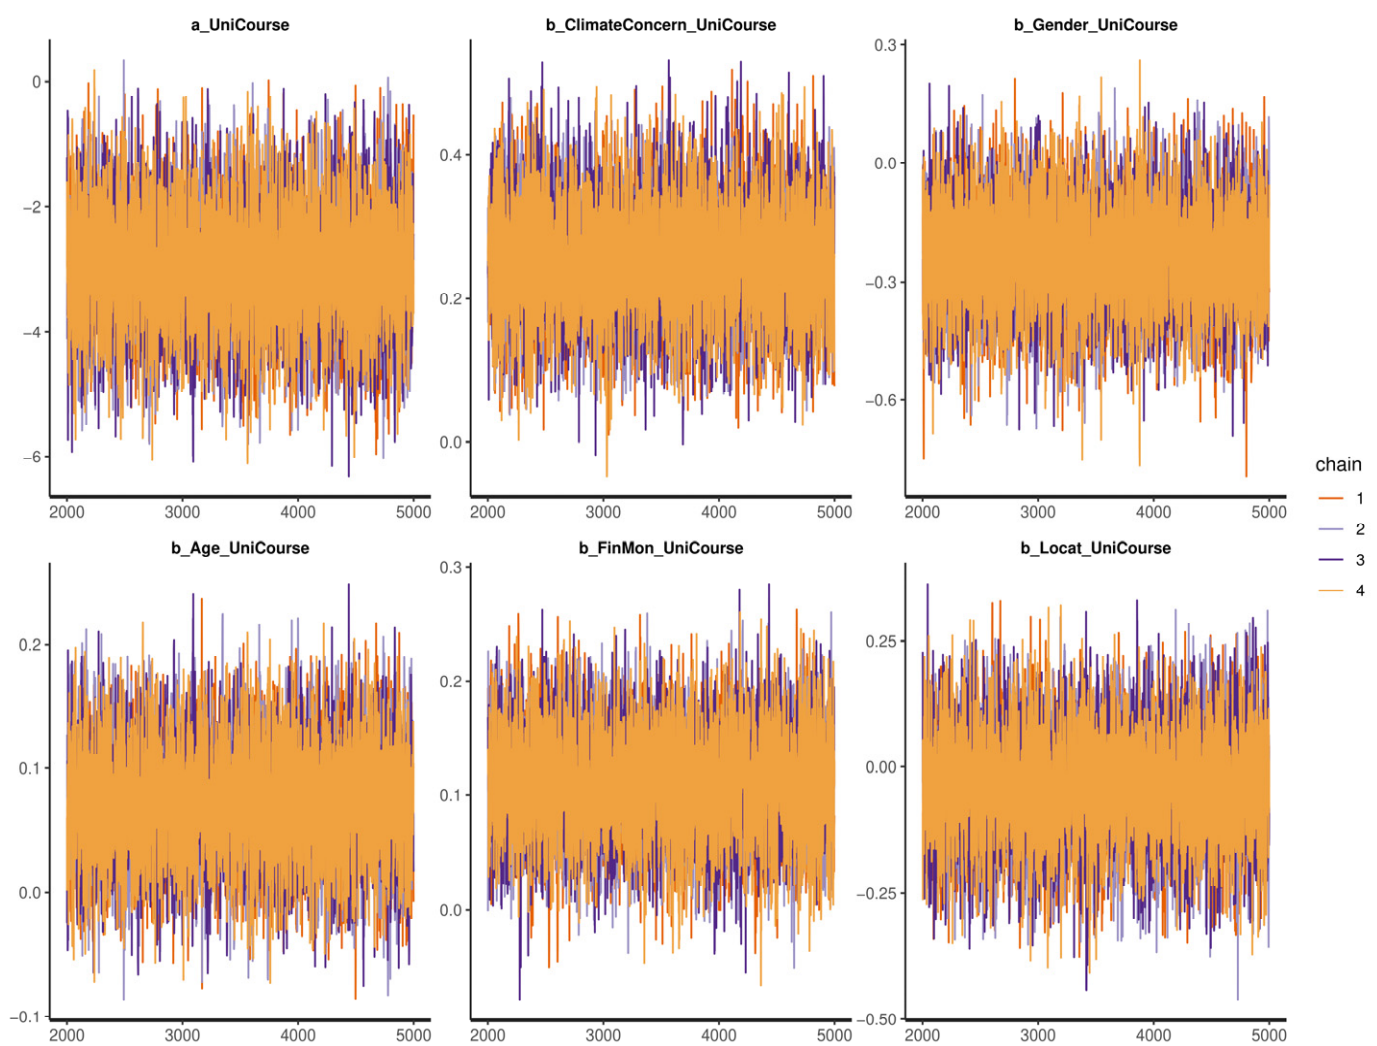 a_UniCourse
b_ClimateConcern_UniCourse
b_Gender_UniCourse
0
−2
−4
−6
2000 3000 4000 5000
0.4
0.2
0.0
2000 3000 4000 5000
0.3
0.0
−0.3
−0.6
2000 3000 4000 5000
b_Age_UniCourse
b_FinMon_UniCourse
b_Locat_UniCourse
0.2
0.1
0.0
−0.1
2000 3000 4000 5000
0.3
0.2
0.1
0.0
2000 3000 4000 5000
0.25
0.00
−0.25
−0.50
2000 3000 4000 5000
chain
1
2
3
4